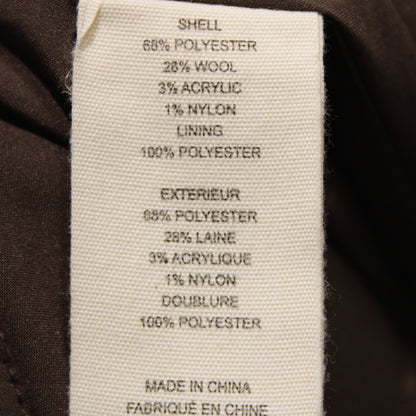 SHELL
68% POLYESTER
28% WOOL
3% ACRYLIC
1% NYLON
LINING
100% POLYESTER
EXTERIEUR
68% POLYESTER
28% LAINE
3% ACRYLIQUE
1% NYLON
DOUBLURE
100% POLYESTER
MADE IN CHINA
FABRIQUÉ EN CHINE